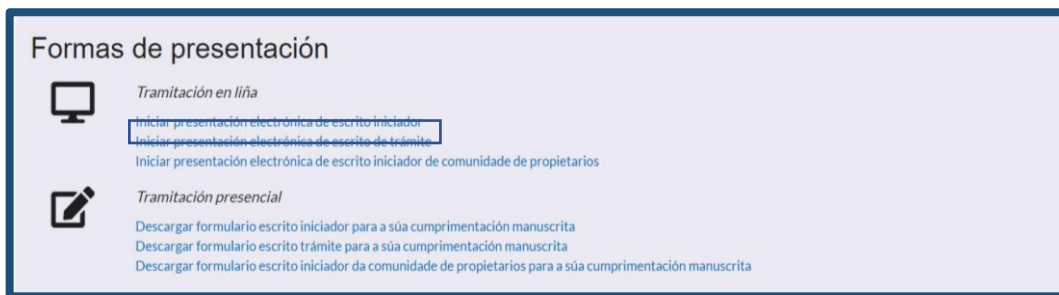 Formas de presentación
Tramitación en liña
Iniciar presentación electrónica de escrito iniciador
Iniciar presentación electrónica de escrito de trámite
Iniciar presentación electrónica de escrito iniciador de comunidade de propietarios
Tramitación presencial
Descargar formulario escrito iniciador para a súa cumprimentación manuscrita
Descargar formulario escrito trámite para a súa cumprimentación manuscrita
Descargar formulario escrito iniciador da comunidade de propietarios para a súa cumprimentación manuscrita